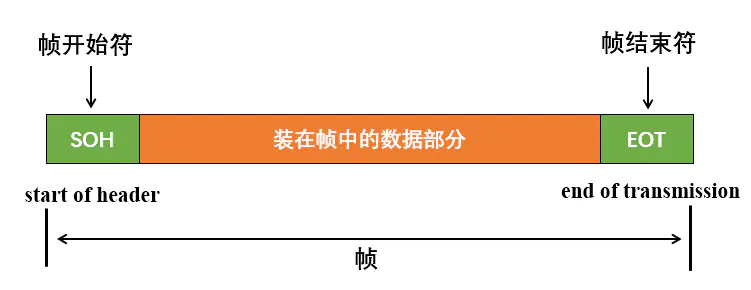 帧开始符
帧结束符
SOH
装在帧中的数据部分
EOT
start of header
end of transmission
帧